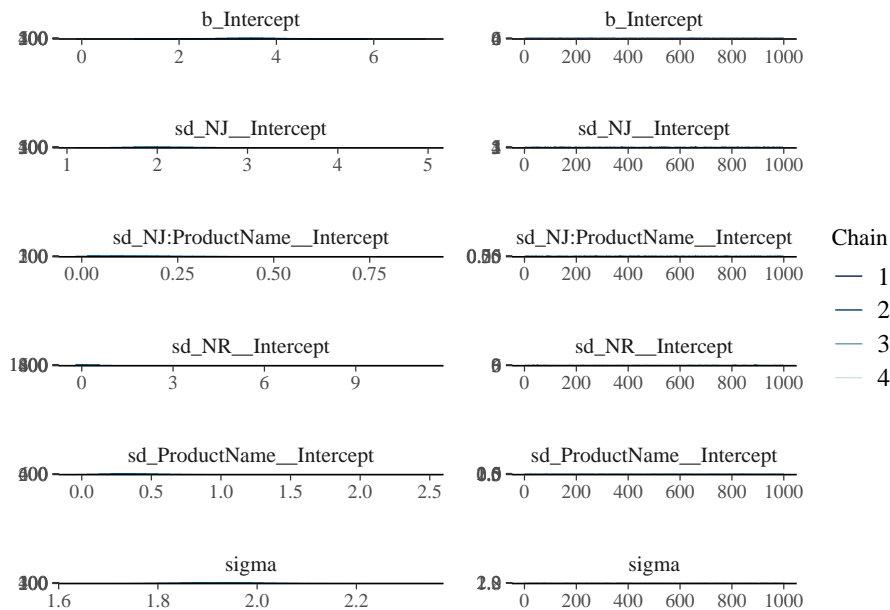 b_Intercept b_Intercept
0 2 4 6 0 200 400 600 800 1000
sd_NJ__Intercept sd_NJ__Intercept
1 2 3 4 5 0 200 400 600 800 1000
sd_NJ:ProductName__Intercept sd_NJ:ProductName__Intercept
0.00 0.25 0.50 0.75 0 200 400 600 800 1000
Chain
1
2
3
4
sd_NR__Intercept sd_NR__Intercept
0 3 6 9 0 200 400 600 800 1000
sd_ProductName__Intercept sd_ProductName__Intercept
0.0 0.5 1.0 1.5 2.0 2.5 0 200 400 600 800 1000
sigma sigma
1.6 1.8 2.0 2.2 0 200 400 600 800 1000